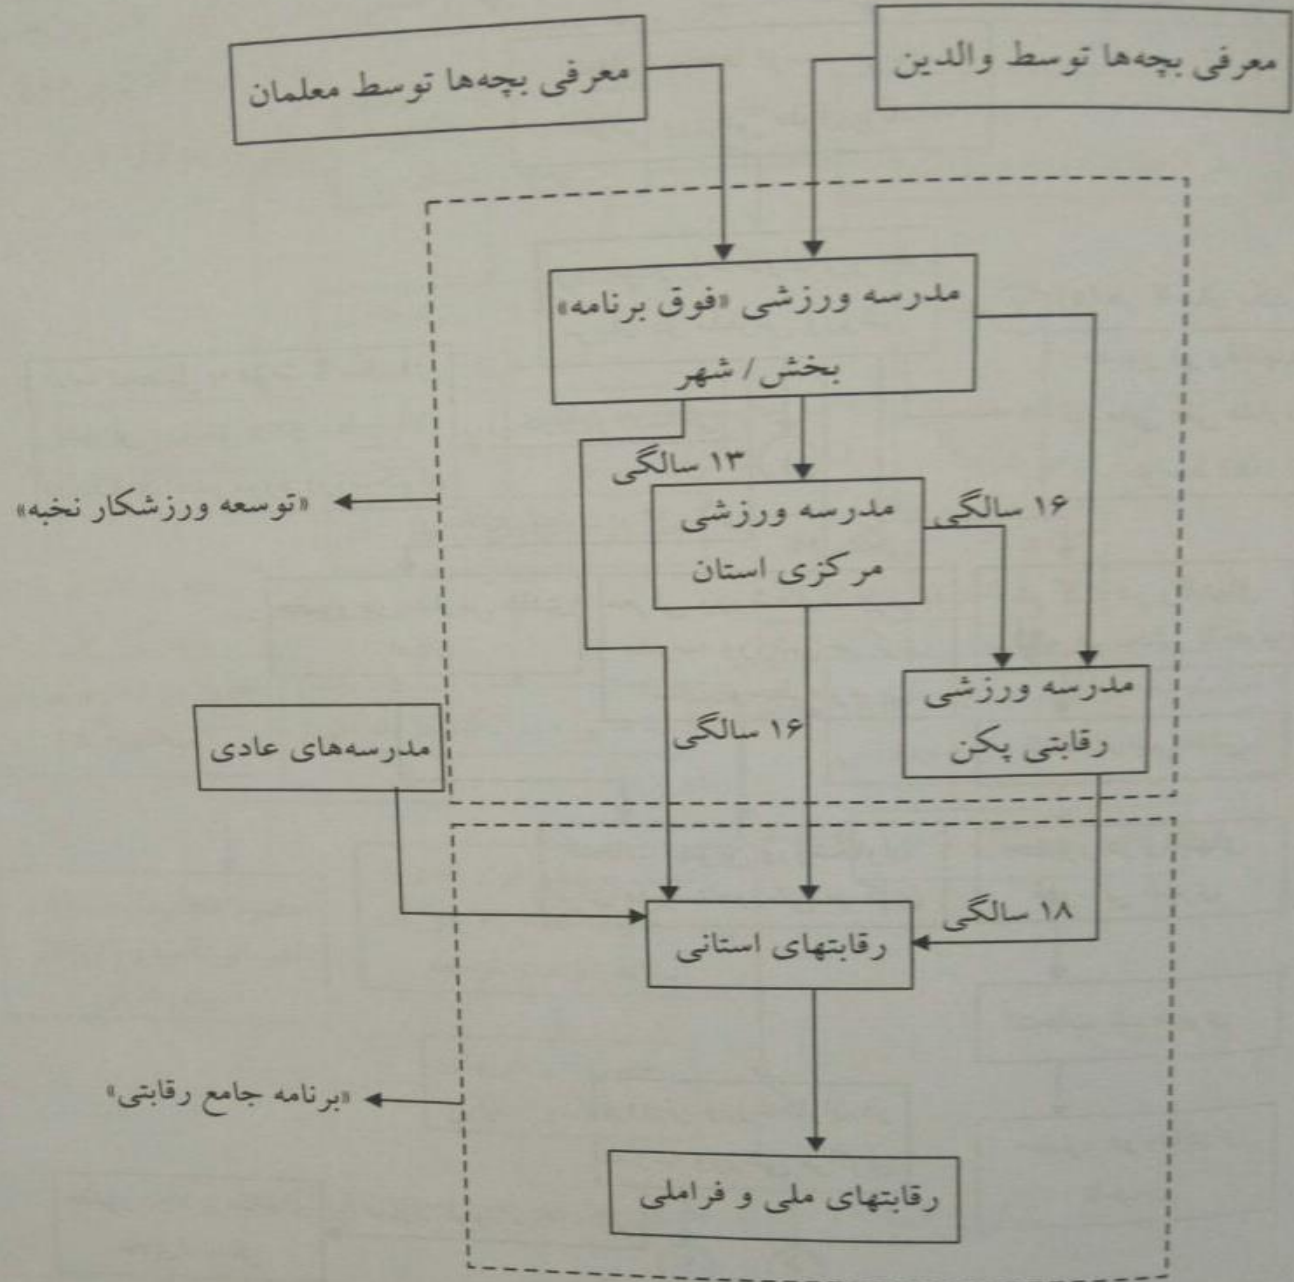 معرفی بچه‌ها توسط والدین
معرفی بچه‌ها توسط معلمان
مدرسه ورزشی «فوق برنامه»
بخش / شهر
۱۳ سالگی
«توسعه ورزشکار نخبه»
مدرسه ورزشی
مرکزی استان
۱۶ سالگی
مدرسه ورزشی
رقابتی پکن
۱۶ سالگی
مدرسه‌های عادی
۱۸ سالگی
رقابتهای استانی
«برنامه جامع رقابتی»
رقابتهای ملی و فراملی